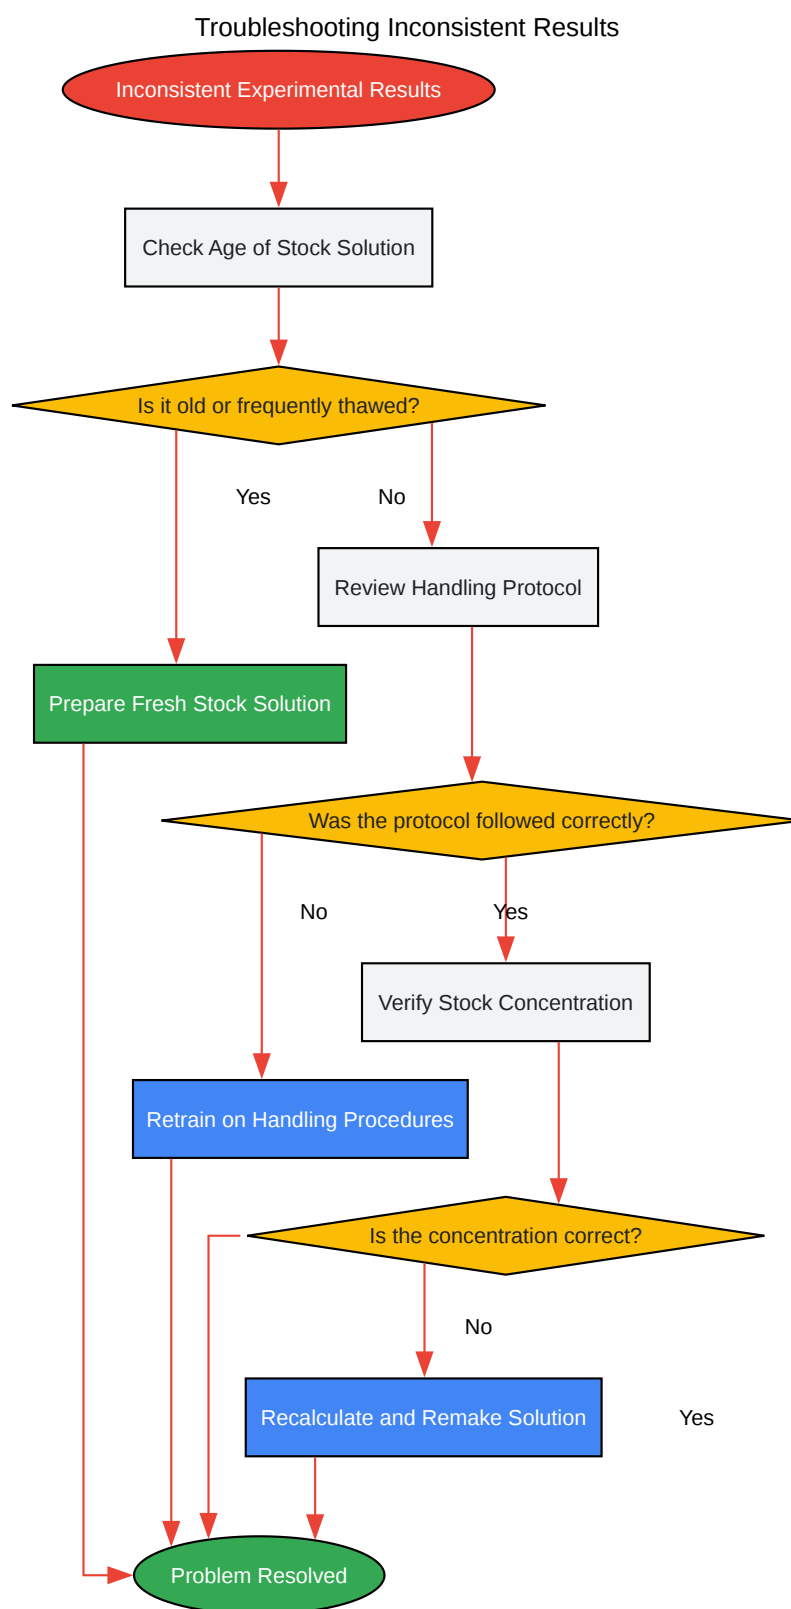 Troubleshooting Inconsistent Results
Inconsistent Experimental Results
Check Age of Stock Solution
Is it old or frequently thawed?
Yes
No
Review Handling Protocol
Prepare Fresh Stock Solution
Was the protocol followed correctly?
No
Yes
Verify Stock Concentration
Retrain on Handling Procedures
Is the concentration correct?
No
Recalculate and Remake Solution
Yes
Problem Resolved